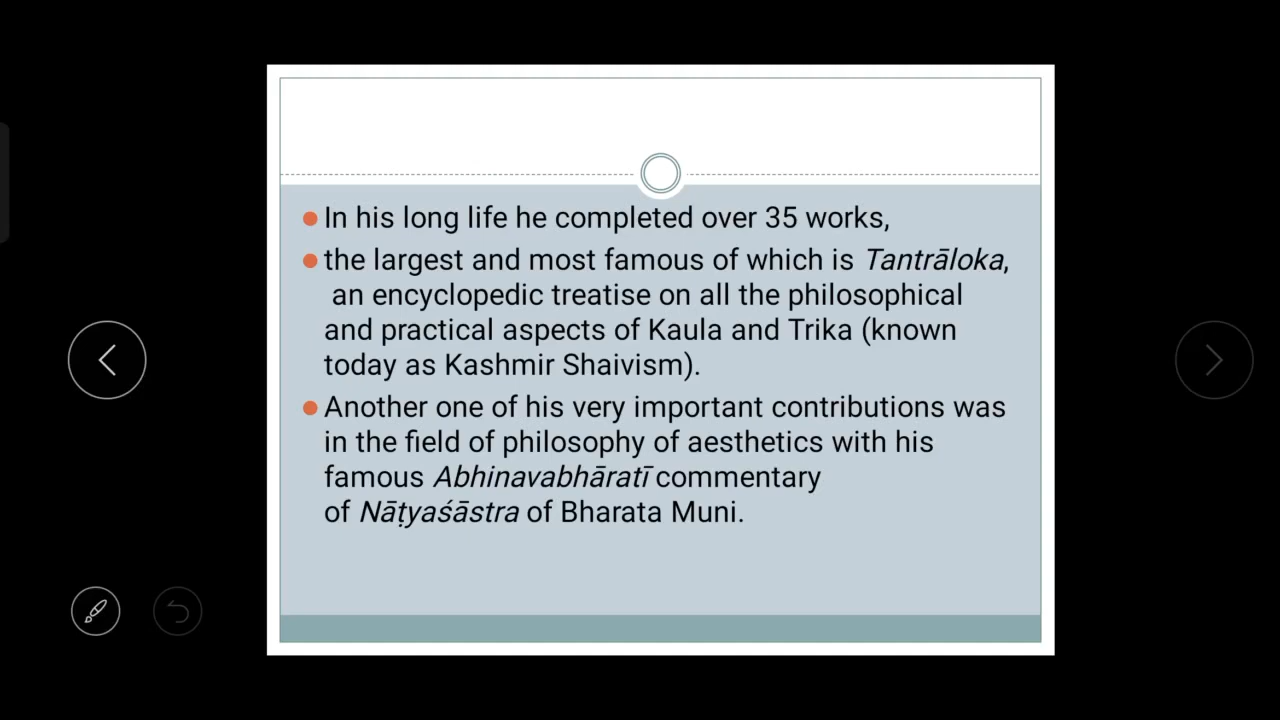 In his long life he completed over 35 works,
the largest and most famous of which is Tantrāloka,
an encyclopedic treatise on all the philosophical
and practical aspects of Kaula and Trika (known
today as Kashmir Shaivism).
Another one of his very important contributions was
in the field of philosophy of aesthetics with his
famous Abhinavabhāratī commentary
of Nāṭyaśāstra of Bharata Muni.